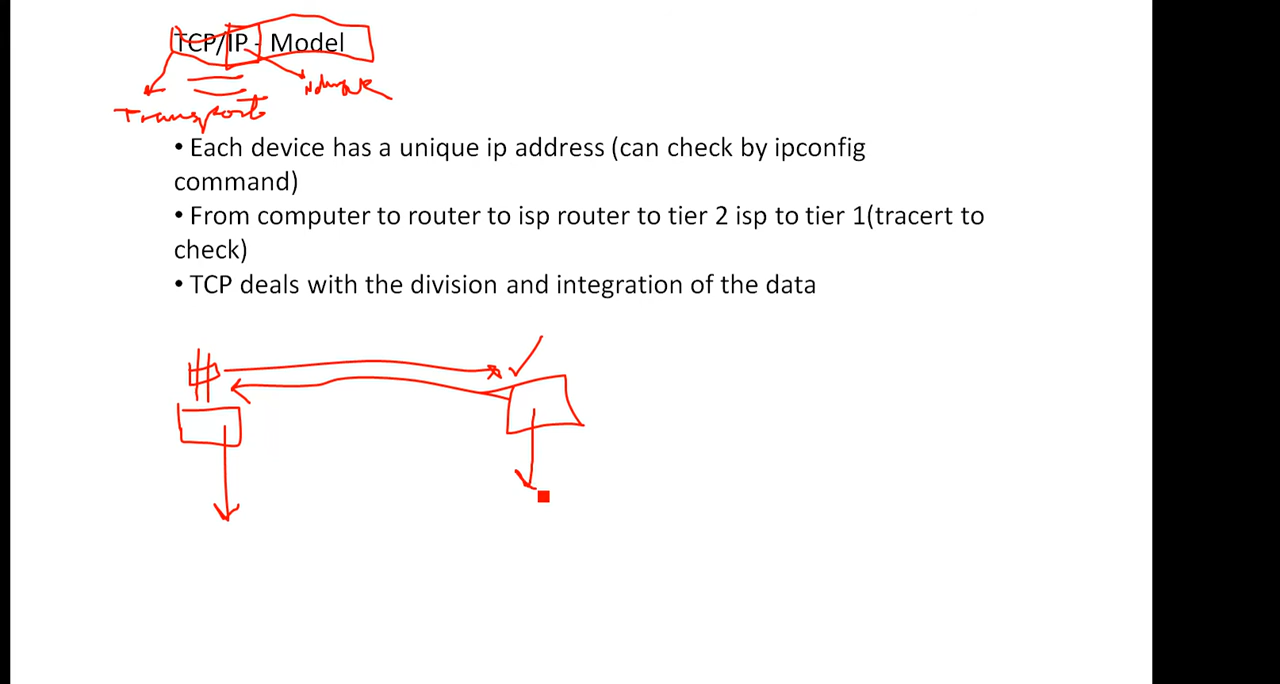 TCP/IP - Model
Transport
• Each device has a unique ip address (can check by ipconfig
command)
• From computer to router to isp router to tier 2 isp to tier 1(tracert to
check)
• TCP deals with the division and integration of the data